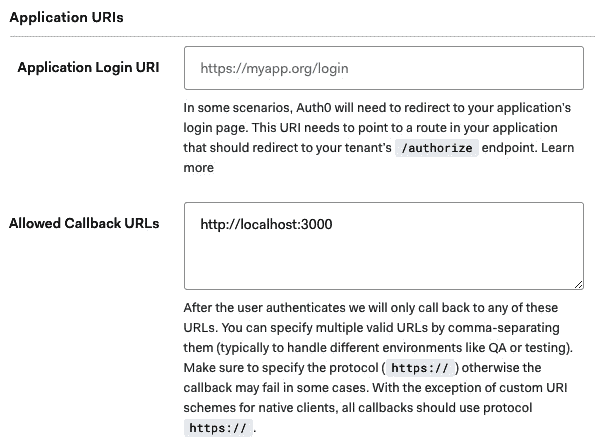 Application URIs
Application Login URI
https://myapp.org/login
In some scenarios, Auth0 will need to redirect to your application's
login page. This URI needs to point to a route in your application
that should redirect to your tenant's /authorize endpoint. Learn
more
Allowed Callback URLs
http://localhost:3000
After the user authenticates we will only call back to any of these
URLs. You can specify multiple valid URLs by comma-separating
them (typically to handle different environments like QA or testing).
Make sure to specify the protocol ( https:// ) otherwise the
callback may fail in some cases. With the exception of custom URI
schemes for native clients, all callbacks should use protocol
https:// .